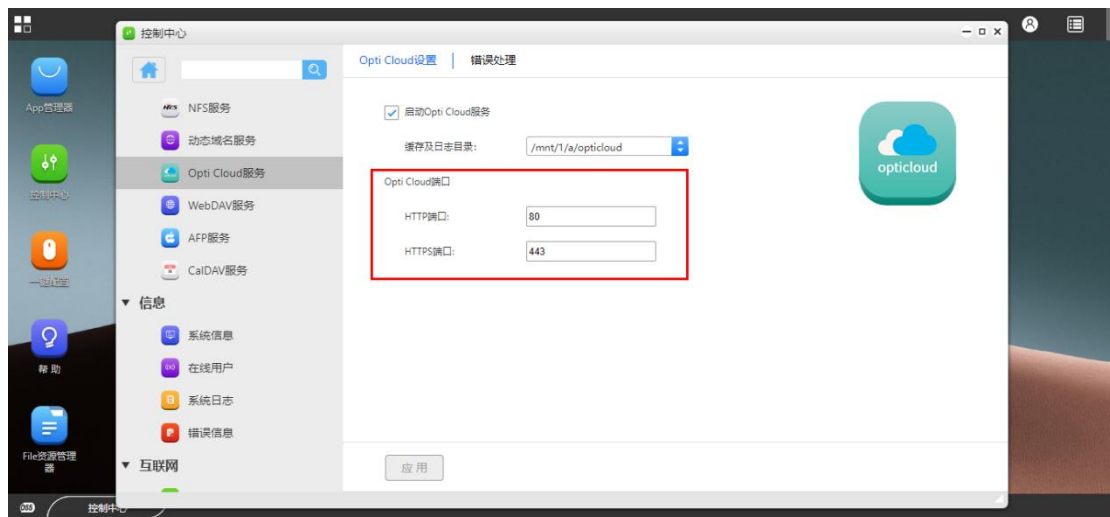 控制中心
Opti Cloud设置
错误处理
App管理器
控制中心
一键配置
帮 助
File资源管理器
NFS服务
动态域名服务
Opti Cloud服务
WebDAV服务
AFP服务
CalDAV服务
信息
系统信息
在线用户
系统日志
错误信息
互联网
启动Opti Cloud服务
缓存及日志目录:
/mnt/1/a/opticloud
opticloud
Opti Cloud端口
HTTP端口:
80
HTTPS端口:
443
应 用
控制中心